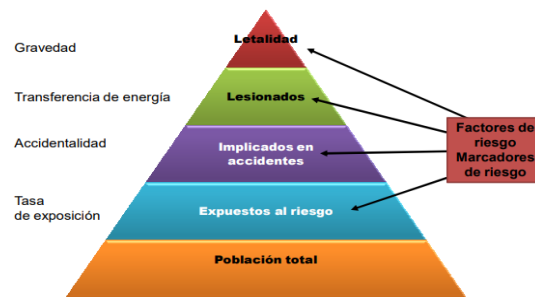 Gravedad
Letalidad
Transferencia de energía
Lesionados
Accidentalidad
Implicados en
accidentes
Factores de
riesgo
Marcadores
de riesgo
Tasa
de exposición
Expuestos al riesgo
Población total